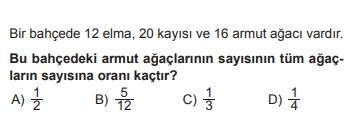 Bir bahçede 12 elma, 20 kayısı ve 16 armut ağacı vardır.
Bu bahçedeki armut ağaçlarının sayısının tüm ağaç-
ların sayısına oranı kaçtır?
A) 1/2 B) 5/12 C) 1/3 D) 1/4